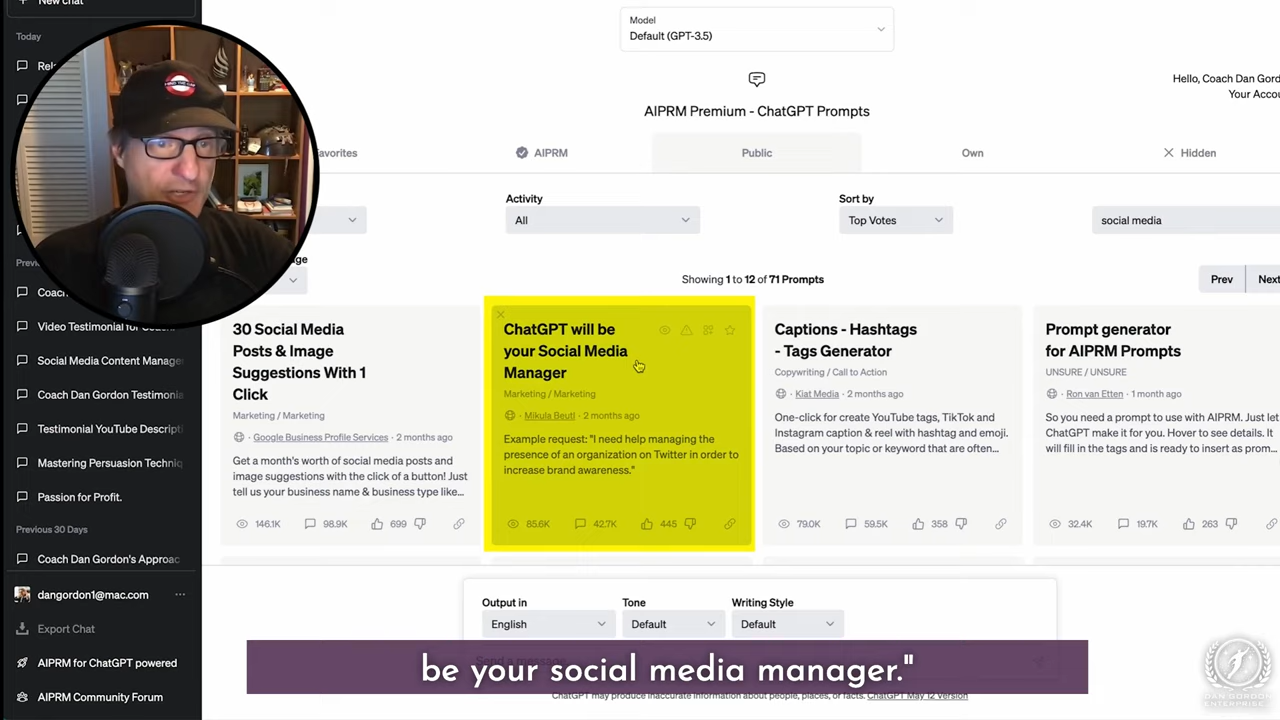 New chat
Today
Rel
Previ
Coac
Video Testimonial for Coach
Social Media Content Manage
Coach Dan Gordon Testimonia
Testimonial YouTube Descript
Mastering Persuasion Techniq
Passion for Profit.
Previous 30 Days
Coach Dan Gordon's Approac
dangordon1@mac.com
Export Chat
AIPRM for ChatGPT powered
AIPRM Community Forum
Model
Default (GPT-3.5)
Hello, Coach Dan Gord
Your Accou
AIPRM Premium - ChatGPT Prompts
avorites
AIPRM
Public
Own
Hidden
Activity
All
Sort by
Top Votes
social media
ge
Showing 1 to 12 of 71 Prompts
Prev
Next
30 Social Media
Posts & Image
Suggestions With 1
Click
Marketing / Marketing
Google Business Profile Services - 2 months ago
Get a month's worth of social media posts and
image suggestions with the click of a button! Just
tell us your business name & business type like...
146.1K 98.9K 699
ChatGPT will be
your Social Media
Manager
Marketing / Marketing
Mikula Beutl - 2 months ago
Example request: "I need help managing the
presence of an organization on Twitter in order to
increase brand awareness."
85.6K 42.7K 445
Captions - Hashtags
- Tags Generator
Copywriting / Call to Action
Kiat Media - 2 months ago
One-click for create YouTube tags, TikTok and
Instagram caption & reel with hashtag and emoji.
Based on your topic or keyword that are often...
79.0K 59.5K 358
Prompt generator
for AIPRM Prompts
UNSURE / UNSURE
Ron van Etten - 1 month ago
So you need a prompt to use with AIPRM. Just let
ChatGPT make it for you. Hover to see details. It
will fill in the tags and is ready to insert as prom...
32.4K 19.7K 263
Output in
English
Tone
Default
Writing Style
Default
be your social media manager."
ChatGPT may produce inaccurate information about people, places, or facts. ChatGPT May 12 Version
DAN GORDON
ENTERPRISE